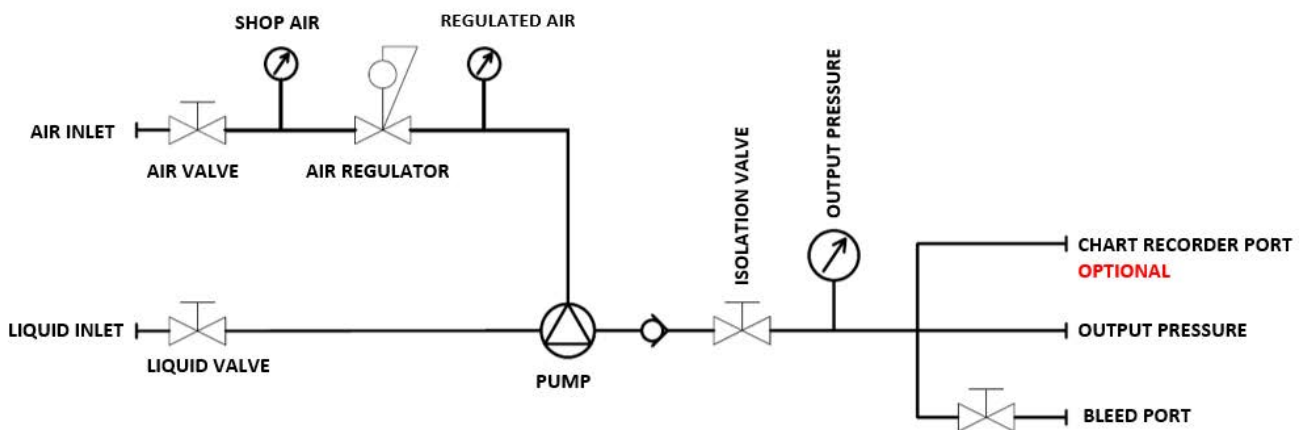 SHOP AIR
REGULATED AIR
AIR INLET
AIR VALVE
AIR REGULATOR
ISOLATION VALVE
OUTPUT PRESSURE
CHART RECORDER PORT
OPTIONAL
LIQUID INLET
OUTPUT PRESSURE
LIQUID VALVE
PUMP
BLEED PORT